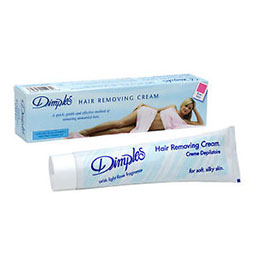 Dimples HAIR REMOVING CREAM
A quick, gentle and effective method of
removing unwanted hair.
Dimples
with light floral fragrance
Hair Removing Cream
Creme Depilatoire
for soft, silky skin.